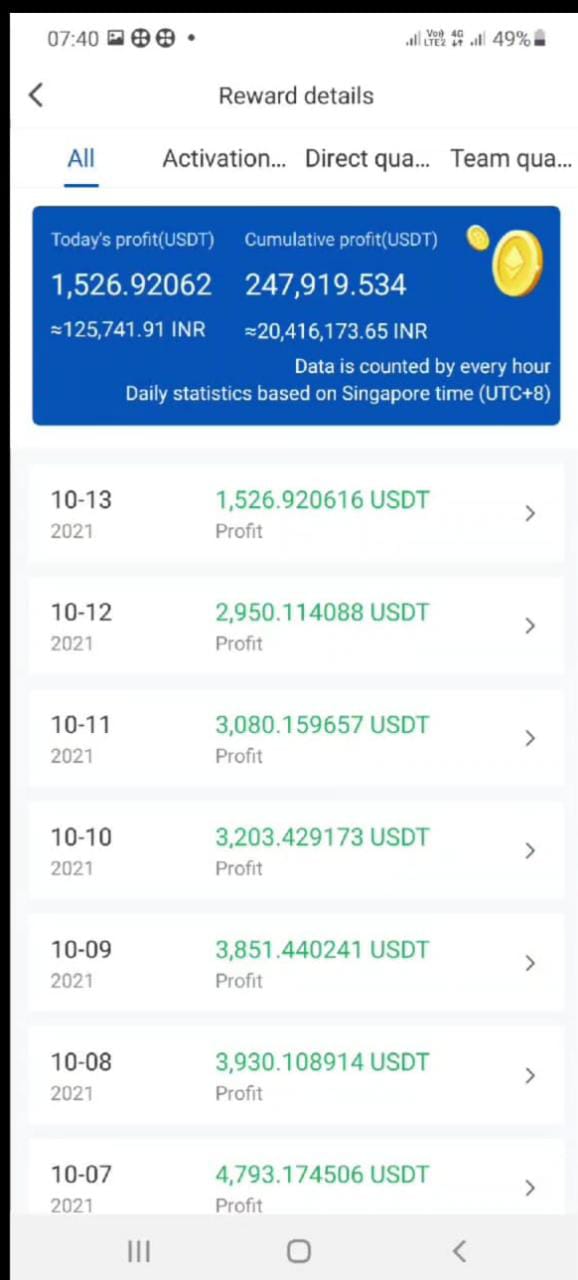 07:40
Vo)) LTE2 4G 49%
Reward details
All Activation... Direct qua... Team qua...
Today's profit(USDT) Cumulative profit(USDT)
1,526.92062 247,919.534
≈125,741.91 INR ≈20,416,173.65 INR
Data is counted by every hour
Daily statistics based on Singapore time (UTC+8)
10-13 1,526.920616 USDT
2021 Profit
10-12 2,950.114088 USDT
2021 Profit
10-11 3,080.159657 USDT
2021 Profit
10-10 3,203.429173 USDT
2021 Profit
10-09 3,851.440241 USDT
2021 Profit
10-08 3,930.108914 USDT
2021 Profit
10-07 4,793.174506 USDT
2021 Profit